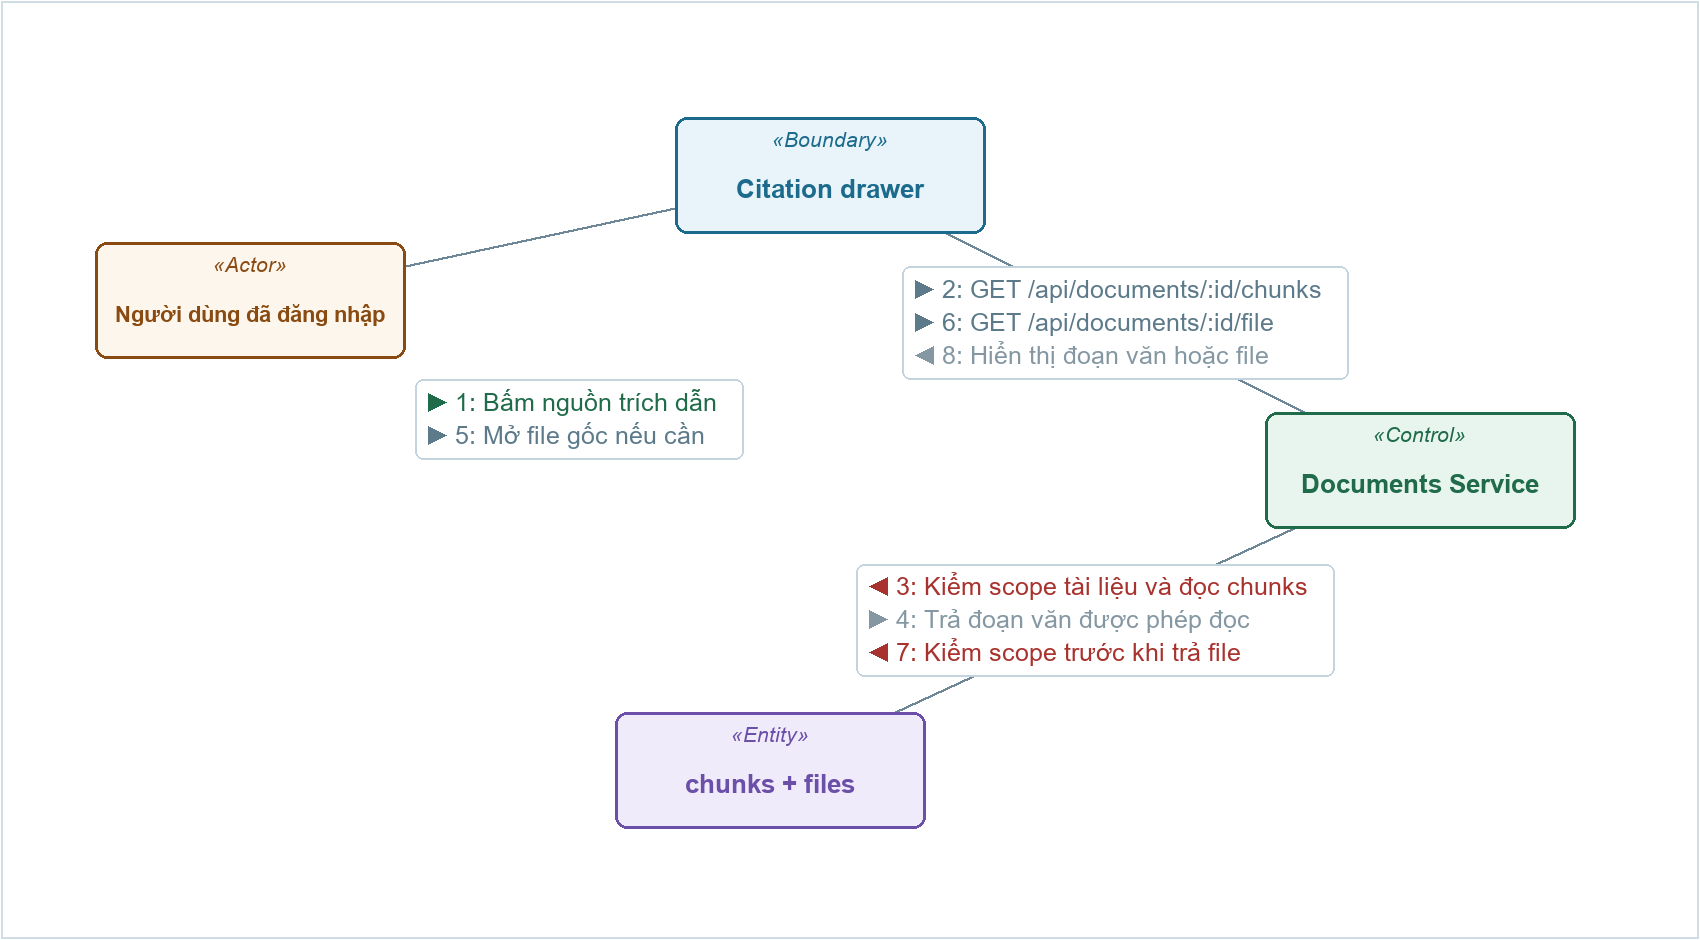 «Boundary»
Citation drawer
«Actor»
Người dùng đã đăng nhập
▶ 2: GET /api/documents/:id/chunks
▶ 6: GET /api/documents/:id/file
◀ 8: Hiển thị đoạn văn hoặc file
▶ 1: Bấm nguồn trích dẫn
▶ 5: Mở file gốc nếu cần
«Control»
Documents Service
◀ 3: Kiểm scope tài liệu và đọc chunks
▶ 4: Trả đoạn văn được phép đọc
◀ 7: Kiểm scope trước khi trả file
«Entity»
chunks + files